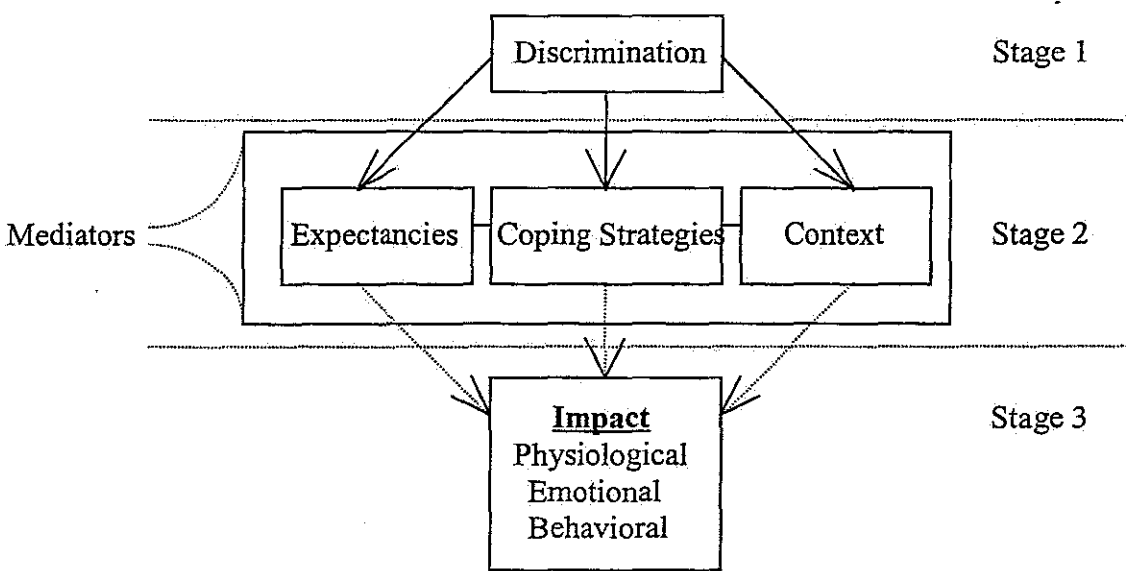 Discrimination
Stage 1
Mediators
Expectancies
Coping Strategies
Context
Stage 2
Impact
Physiological
Emotional
Behavioral
Stage 3